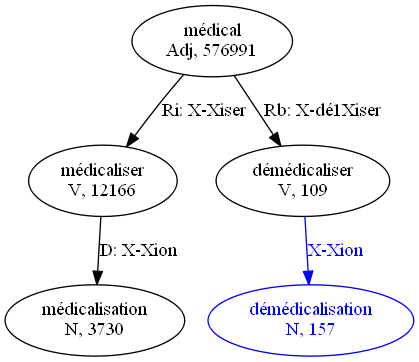 médical
Adj, 576991
Ri: X-Xiser
Rb: X-dé1Xiser
médicaliser
V, 12166
démédicaliser
V, 109
D: X-Xion
X-Xion
médicalisation
N, 3730
démédicalisation
N, 157